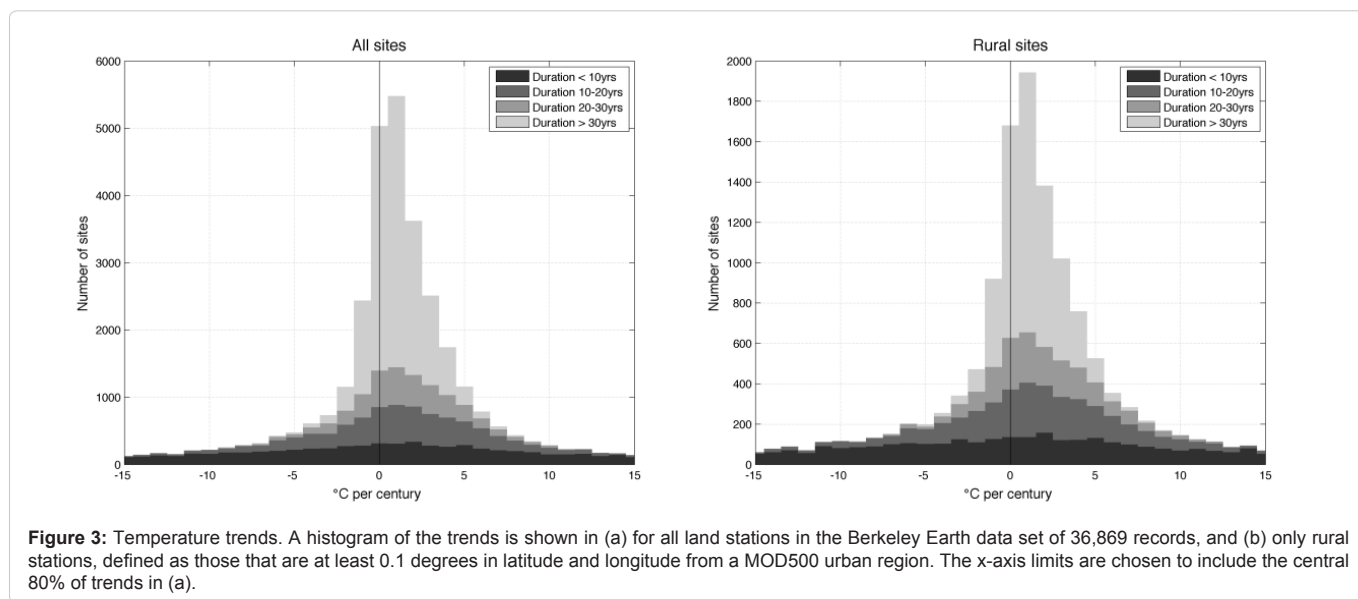 All sites
6000
5000
4000
3000
2000
1000
0
Number of sites
-15 -10 -5 0 5 10 15
°C per century
Duration < 10yrs
Duration 10-20yrs
Duration 20-30yrs
Duration > 30yrs
Rural sites
2000
1800
1600
1400
1200
1000
800
600
400
200
0
Number of sites
-15 -10 -5 0 5 10 15
°C per century
Duration < 10yrs
Duration 10-20yrs
Duration 20-30yrs
Duration > 30yrs
Figure 3: Temperature trends. A histogram of the trends is shown in (a) for all land stations in the Berkeley Earth data set of 36,869 records, and (b) only rural
stations, defined as those that are at least 0.1 degrees in latitude and longitude from a MOD500 urban region. The x-axis limits are chosen to include the central
80% of trends in (a).